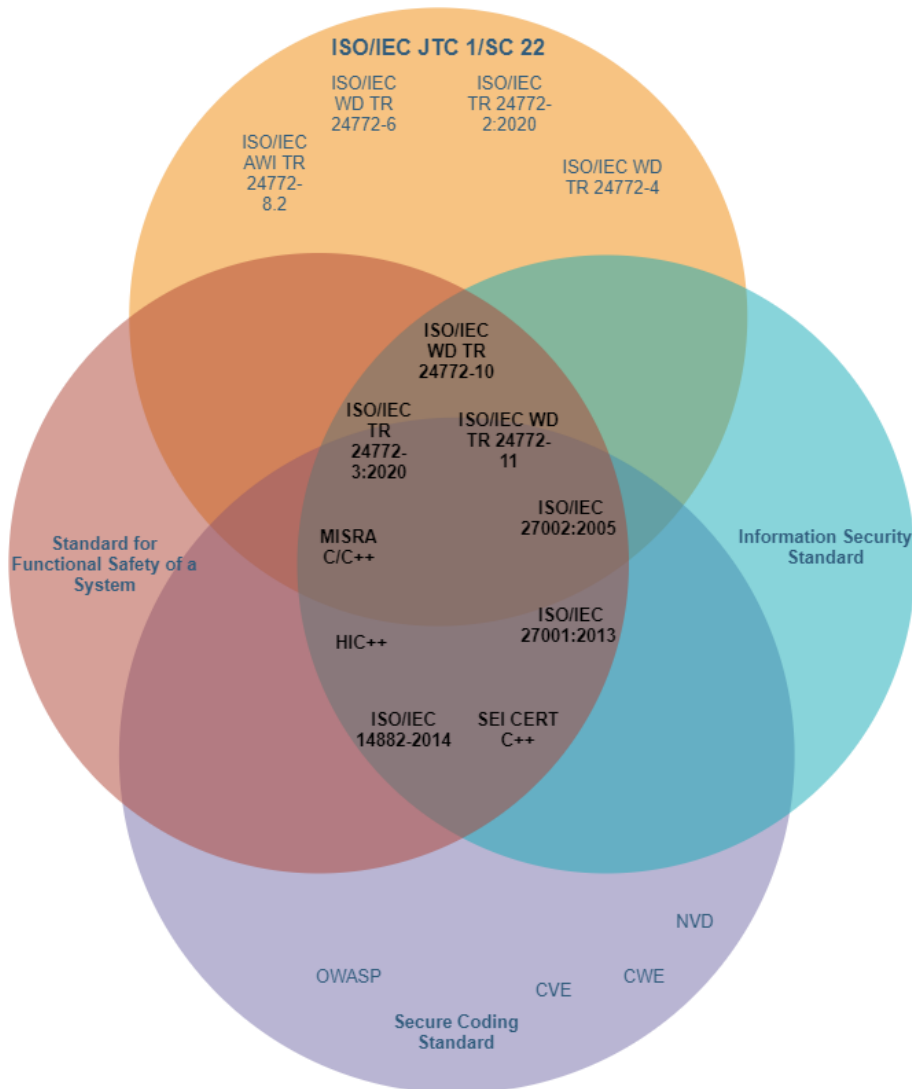 ISO/IEC JTC 1/SC 22
ISO/IEC
WD TR
24772-6
ISO/IEC
TR 24772-
2:2020
ISO/IEC
AWI TR
24772-
8.2
ISO/IEC WD
TR 24772-4
ISO/IEC
WD TR
24772-10
ISO/IEC
TR
24772-
3:2020
ISO/IEC WD
TR 24772-
11
ISO/IEC
27002:2005
MISRA
C/C++
Standard for
Functional Safety of a
System
Information Security
Standard
ISO/IEC
27001:2013
HIC++
ISO/IEC
14882-2014
SEI CERT
C++
NVD
OWASP
CVE
CWE
Secure Coding
Standard